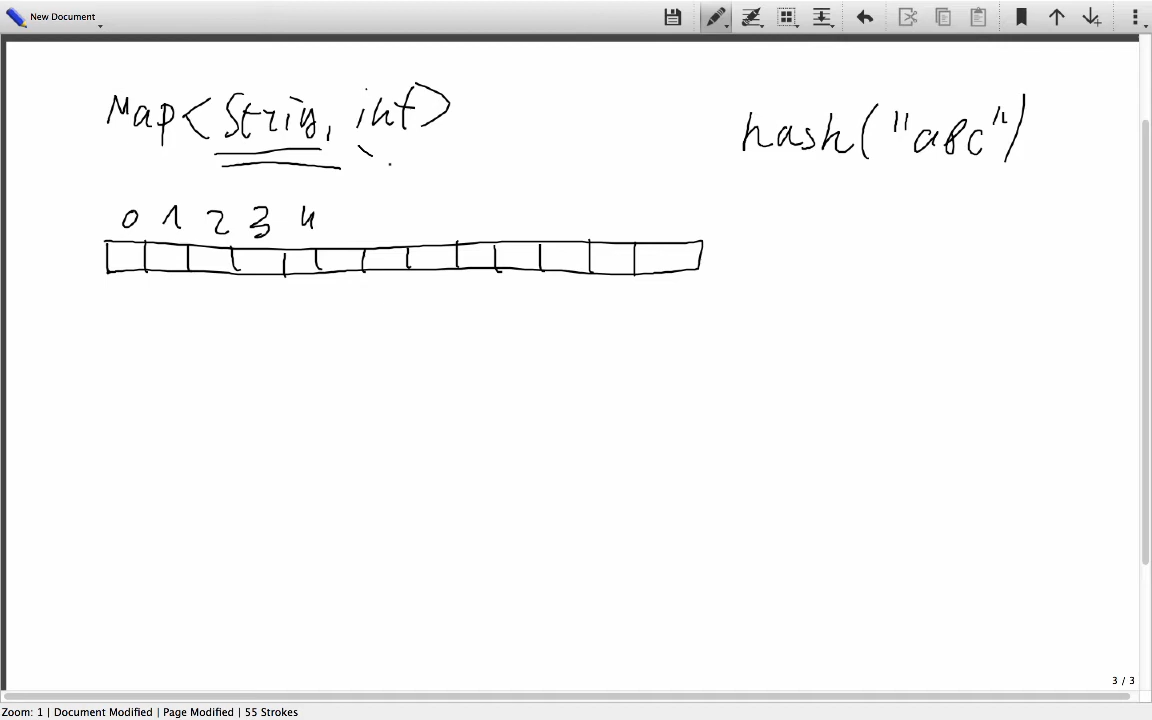 New Document
Map<String, int>
hash("abc")
0 1 2 3 4
3 / 3
Zoom: 1 | Document Modified | Page Modified | 55 Strokes